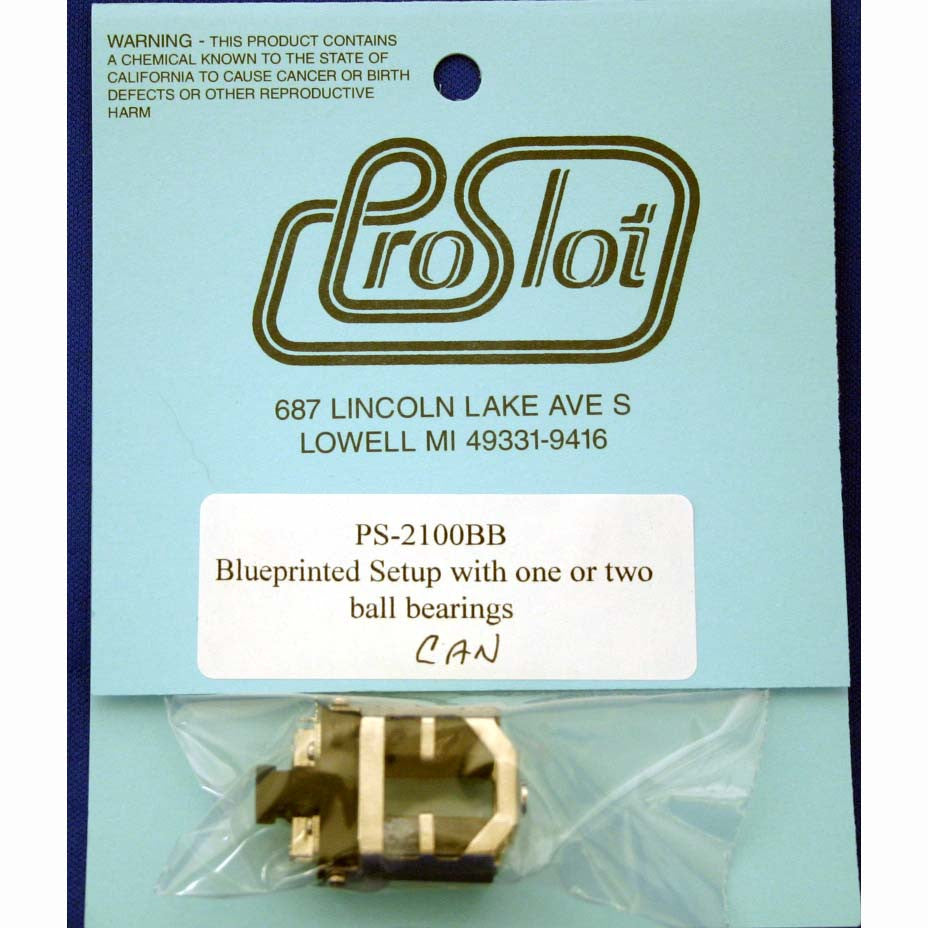 WARNING - THIS PRODUCT CONTAINS
A CHEMICAL KNOWN TO THE STATE OF
CALIFORNIA TO CAUSE CANCER OR BIRTH
DEFECTS OR OTHER REPRODUCTIVE
HARM
ProSlot
687 LINCOLN LAKE AVE S
LOWELL MI 49331-9416
PS-2100BB
Blueprinted Setup with one or two
ball bearings
CAN